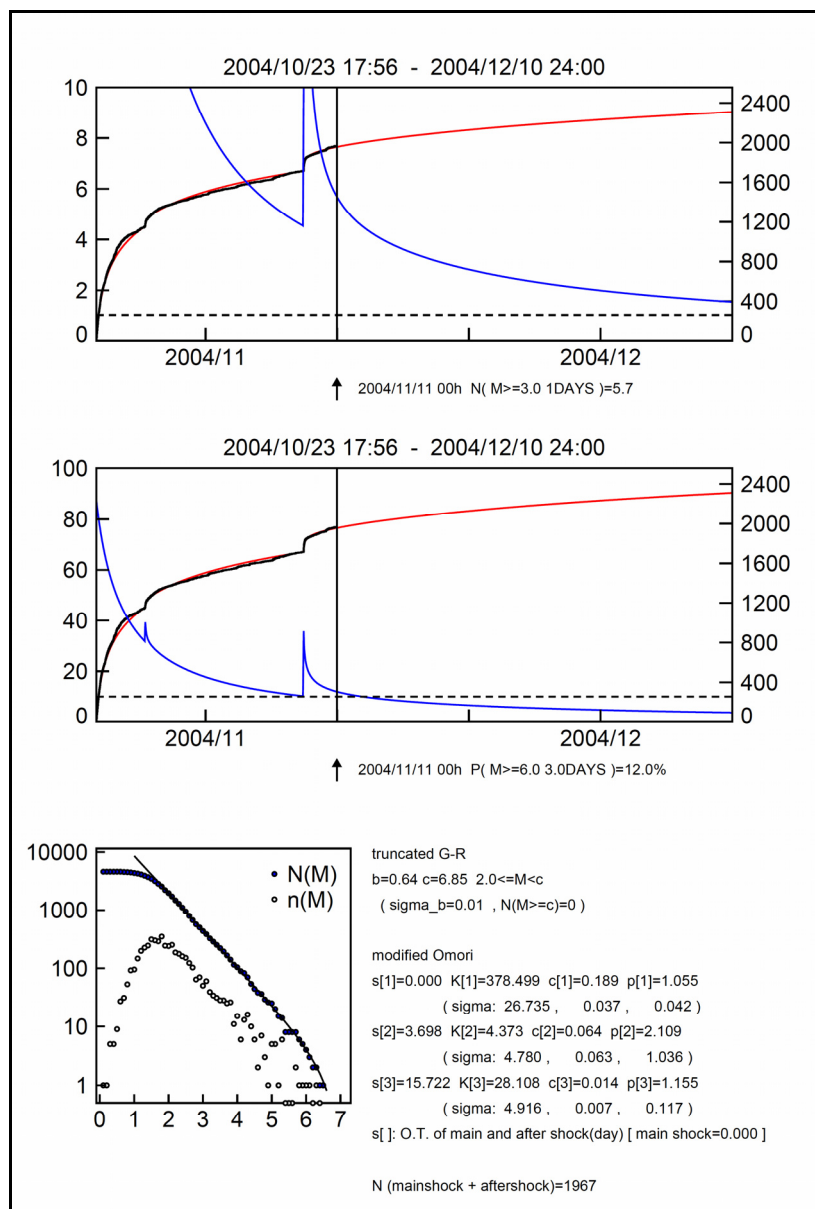 2004/10/23 17:56 - 2004/12/10 24:00
10
8
6
4
2
0
2400
2000
1600
1200
800
400
0
2004/11 2004/12
2004/11/11 00h N( M>=3.0 1DAYS )=5.7
2004/10/23 17:56 - 2004/12/10 24:00
100
80
60
40
20
0
2400
2000
1600
1200
800
400
0
2004/11 2004/12
2004/11/11 00h P( M>=6.0 3.0DAYS )=12.0%
10000
1000
100
10
1
0 1 2 3 4 5 6 7
N(M)
n(M)
truncated G-R
b=0.64 c=6.85 2.0<=M<c
( sigma_b=0.01 , N(M>=c)=0 )
modified Omori
s[1]=0.000 K[1]=378.499 c[1]=0.189 p[1]=1.055
( sigma: 26.735 , 0.037 , 0.042 )
s[2]=3.698 K[2]=4.373 c[2]=0.064 p[2]=2.109
( sigma: 4.780 , 0.063 , 1.036 )
s[3]=15.722 K[3]=28.108 c[3]=0.014 p[3]=1.155
( sigma: 4.916 , 0.007 , 0.117 )
s[ ]: O.T. of main and after shock(day) [ main shock=0.000 ]
N (mainshock + aftershock)=1967